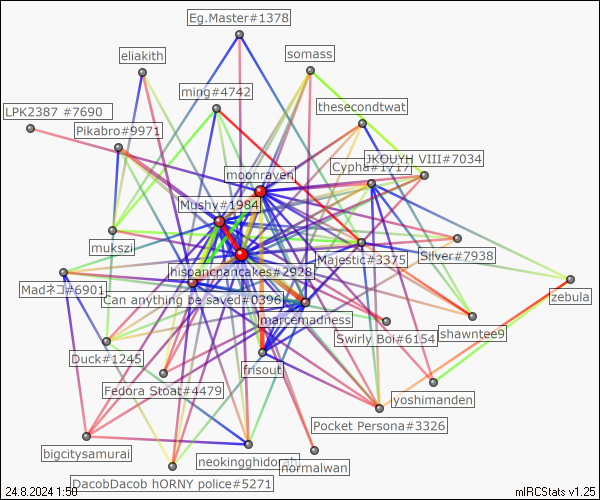 Eg.Master#1378
eliakith
somass
ming#4742
thesecondtwat
LPK2387 #7690
Pikabro#9971
JKOUYH VIII#7034
Cypha#1717
moonraven
Mushy#1984
mukszi
Majestic#3375
Silver#7938
hispancpancakes#2928
Madネコ#6901
Can anything be saved#0396
zebula
marcemadness
Swirly Boi#6154
shawntee9
Duck#1245
frisout
Fedora Stoat#4479
yoshimanden
Pocket Persona#3326
bigcitysamurai
neokingghidorah
normalwan
DacobDacob hORNY police#5271
24.8.2024 1:50
mIRCStats v1.25